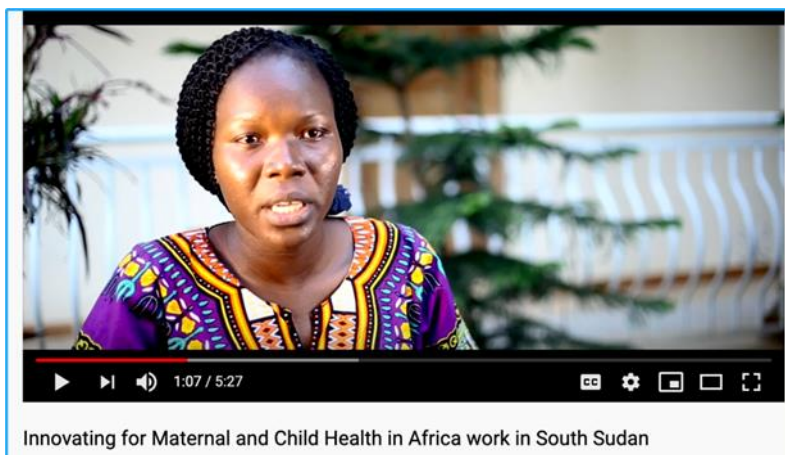 1:07 / 5:27 CC
Innovating for Maternal and Child Health in Africa work in South Sudan